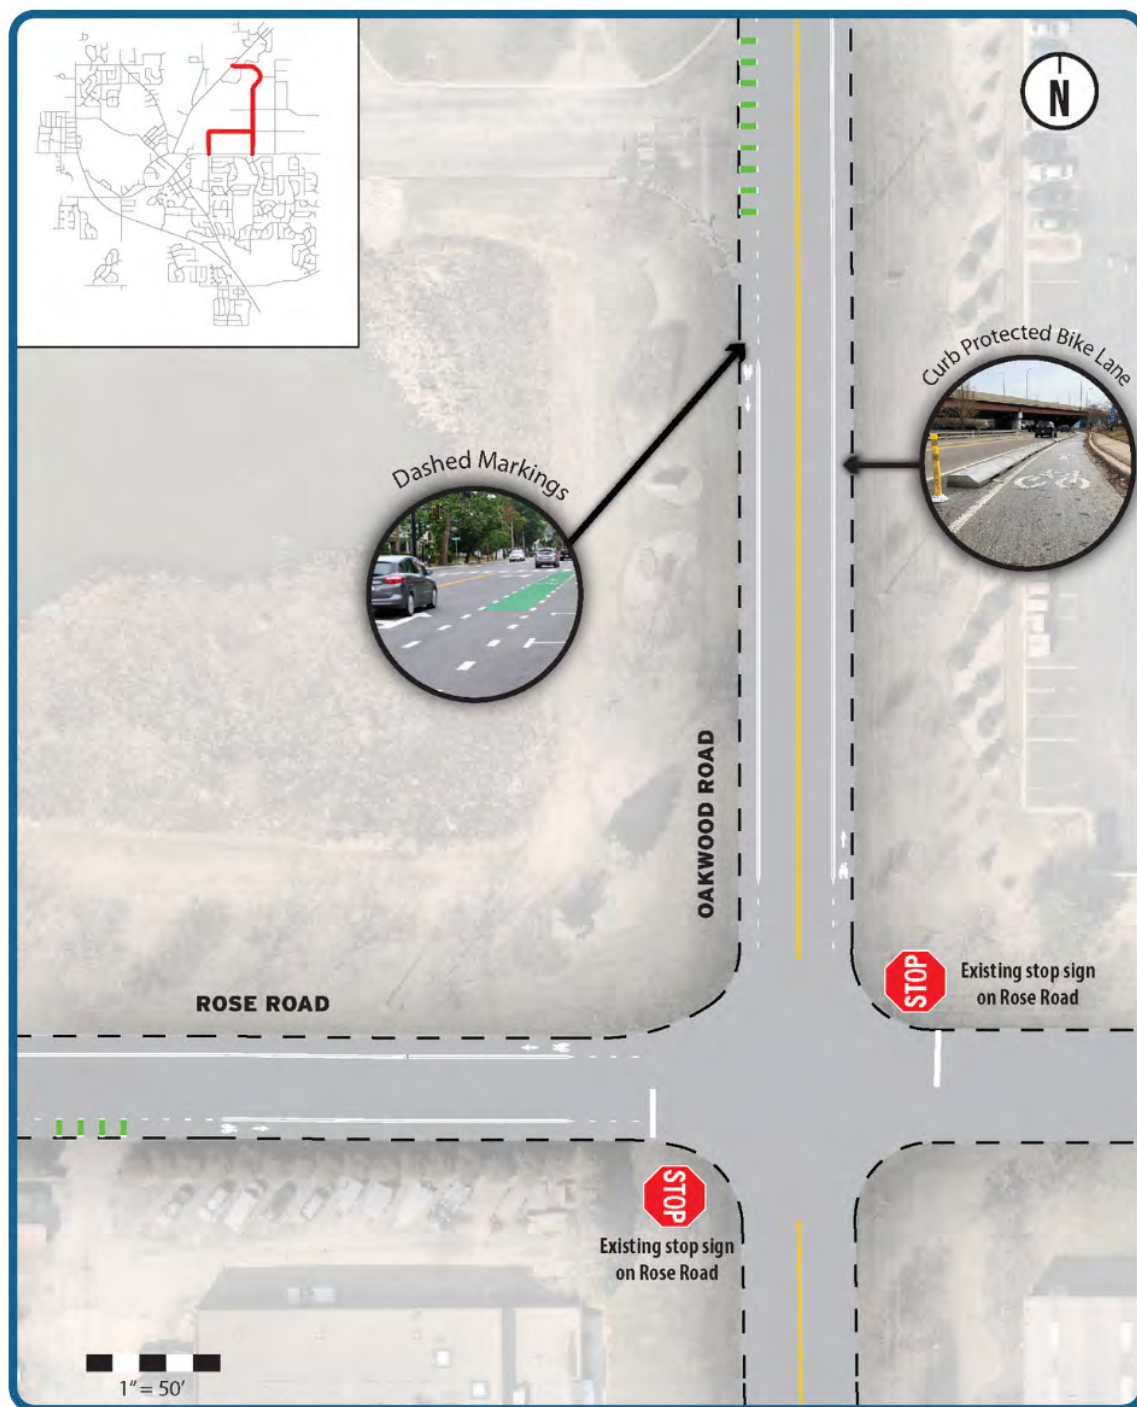 N
Curb Protected Bike Lane
Dashed Markings
OAKWOOD ROAD
STOP
Existing stop sign
on Rose Road
ROSE ROAD
STOP
Existing stop sign
on Rose Road
1" = 50'